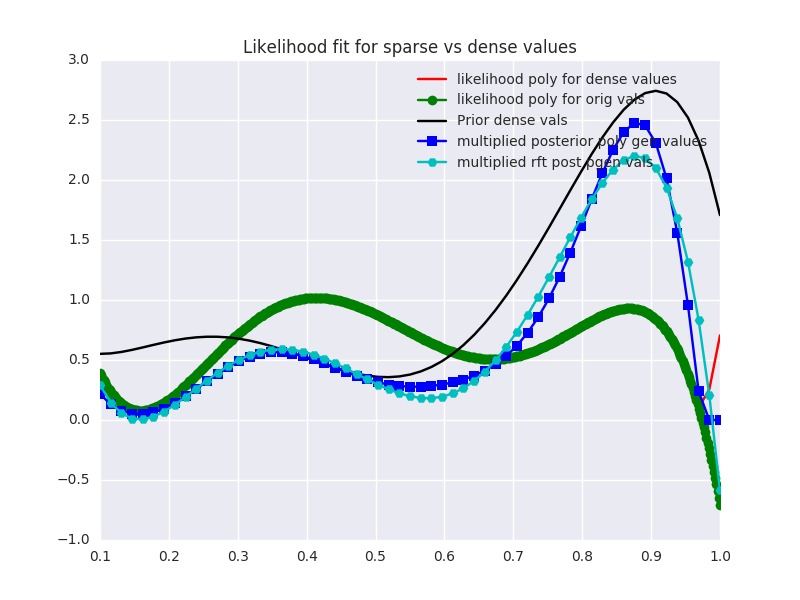 Likelihood fit for sparse vs dense values
likelihood poly for dense values
likelihood poly for orig vals
Prior dense vals
multiplied posterior poly gen values
multiplied rft post pgen vals
3.0
2.5
2.0
1.5
1.0
0.5
0.0
−0.5
−1.0
0.1 0.2 0.3 0.4 0.5 0.6 0.7 0.8 0.9 1.0